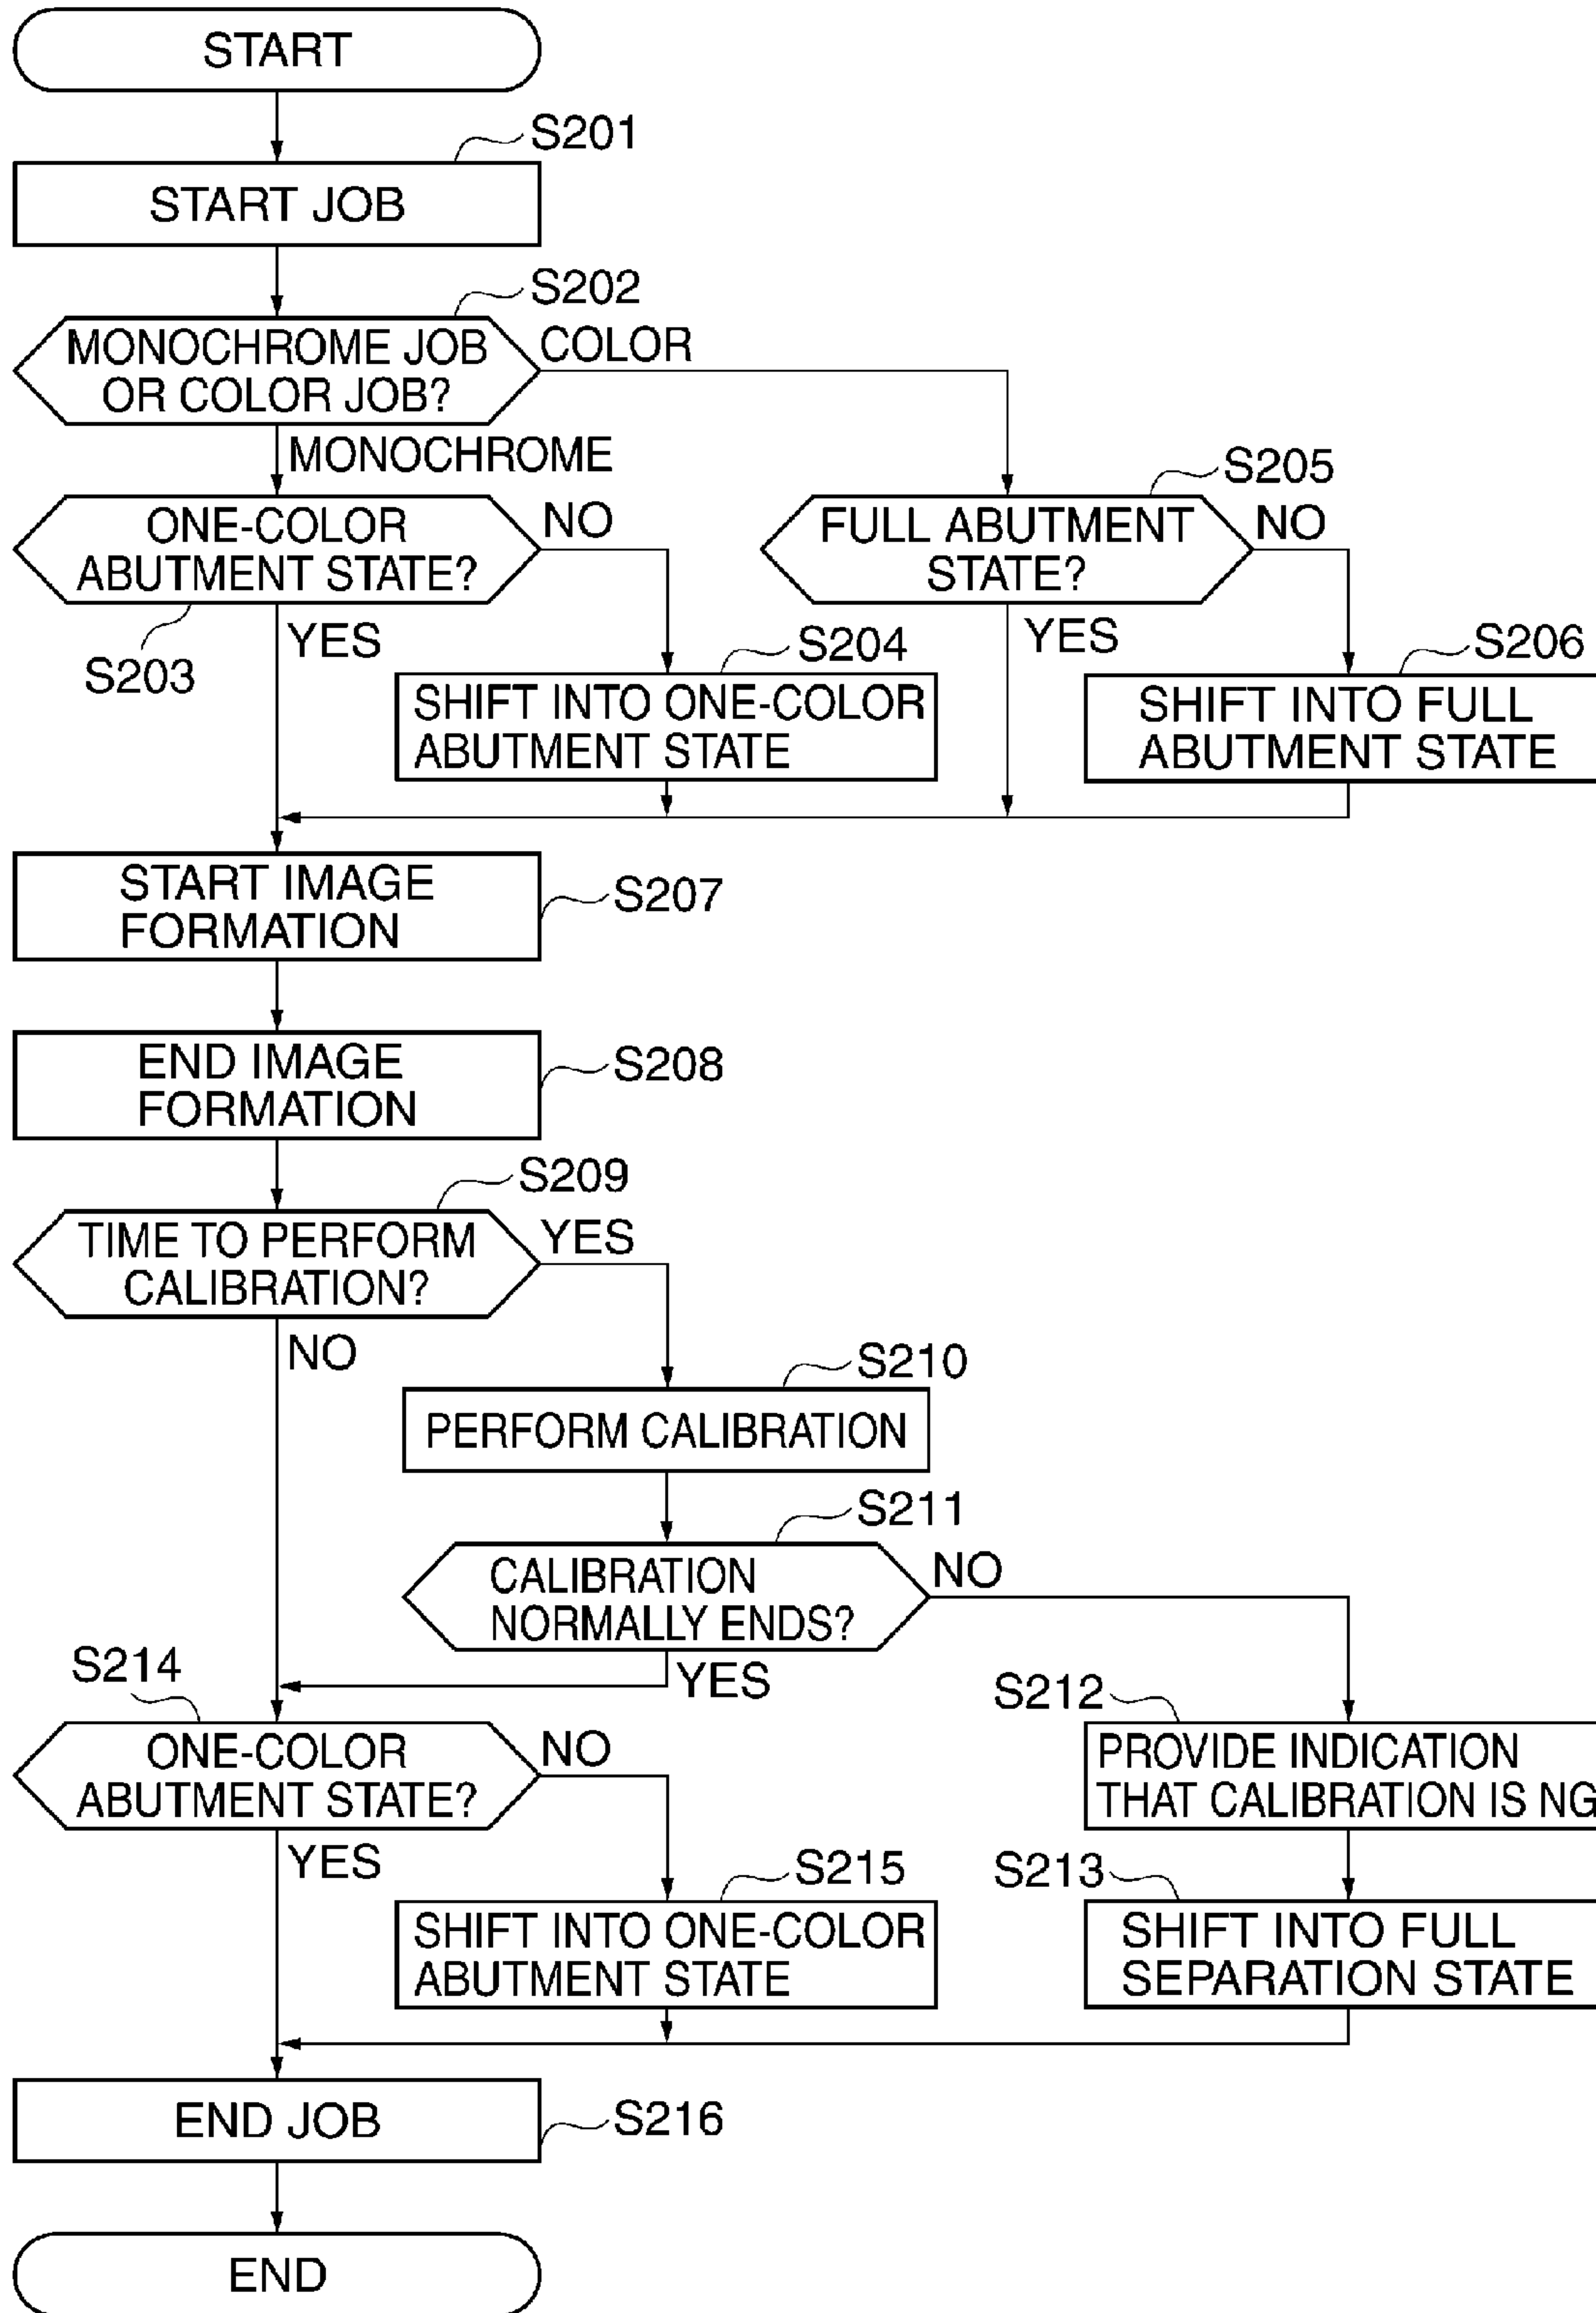 START
S201
START JOB
S202
MONOCHROME JOB
OR COLOR JOB?
COLOR
MONOCHROME
S205
ONE-COLOR
ABUTMENT STATE?
NO
FULL ABUTMENT
STATE?
NO
S203
YES
S204
YES
S206
SHIFT INTO ONE-COLOR
ABUTMENT STATE
SHIFT INTO FULL
ABUTMENT STATE
START IMAGE
FORMATION
S207
END IMAGE
FORMATION
S208
S209
TIME TO PERFORM
CALIBRATION?
YES
NO
S210
PERFORM CALIBRATION
S211
CALIBRATION
NORMALLY ENDS?
NO
YES
S214
S212
ONE-COLOR
ABUTMENT STATE?
NO
PROVIDE INDICATION
THAT CALIBRATION IS NG
YES
S215
S213
SHIFT INTO ONE-COLOR
ABUTMENT STATE
SHIFT INTO FULL
SEPARATION STATE
END JOB
S216
END